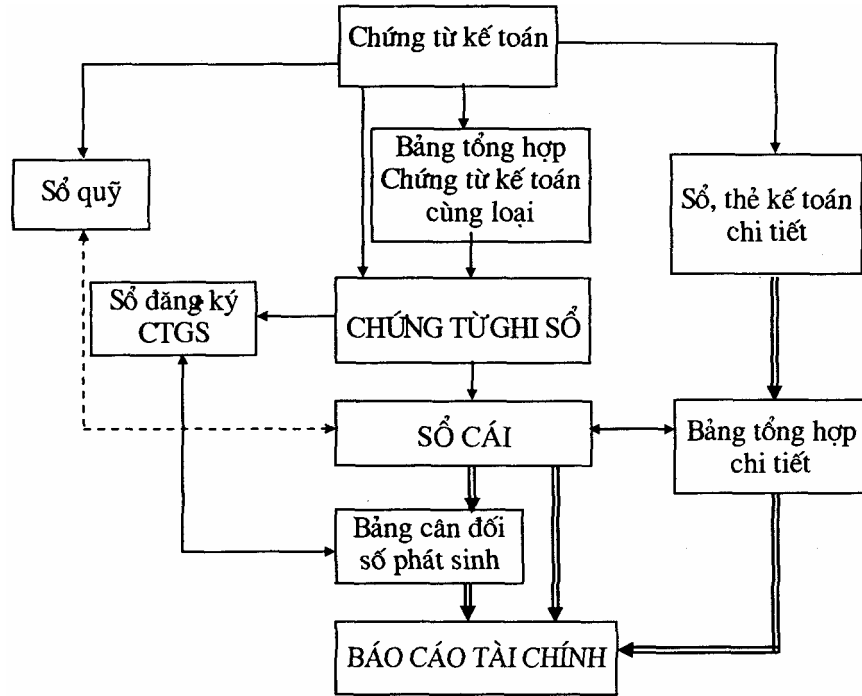 Chứng từ kế toán
Bảng tổng hợp
Chứng từ kế toán
cùng loại
Sổ quỹ
Sổ, thẻ kế toán
chi tiết
Sổ đăng ký
CTGS
CHỨNG TỪ GHI SỔ
SỔ CÁI
Bảng tổng hợp
chi tiết
Bảng cân đối
số phát sinh
BÁO CÁO TÀI CHÍNH